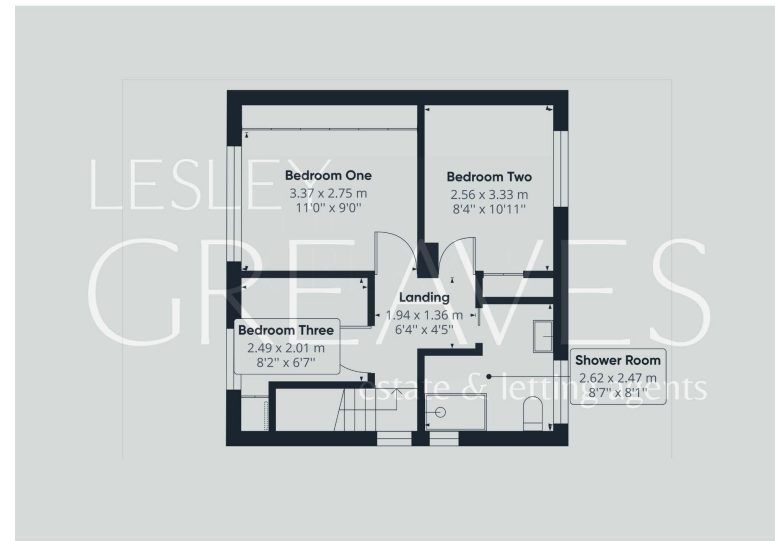 LESLEY
GREAVES
estate & letting agents
Bedroom One
3.37 x 2.75 m
11'0" x 9'0"
Bedroom Two
2.56 x 3.33 m
8'4" x 10'11"
Landing
1.94 x 1.36 m
6'4" x 4'5"
Bedroom Three
2.49 x 2.01 m
8'2" x 6'7"
Shower Room
2.62 x 2.47 m
8'7" x 8'1"